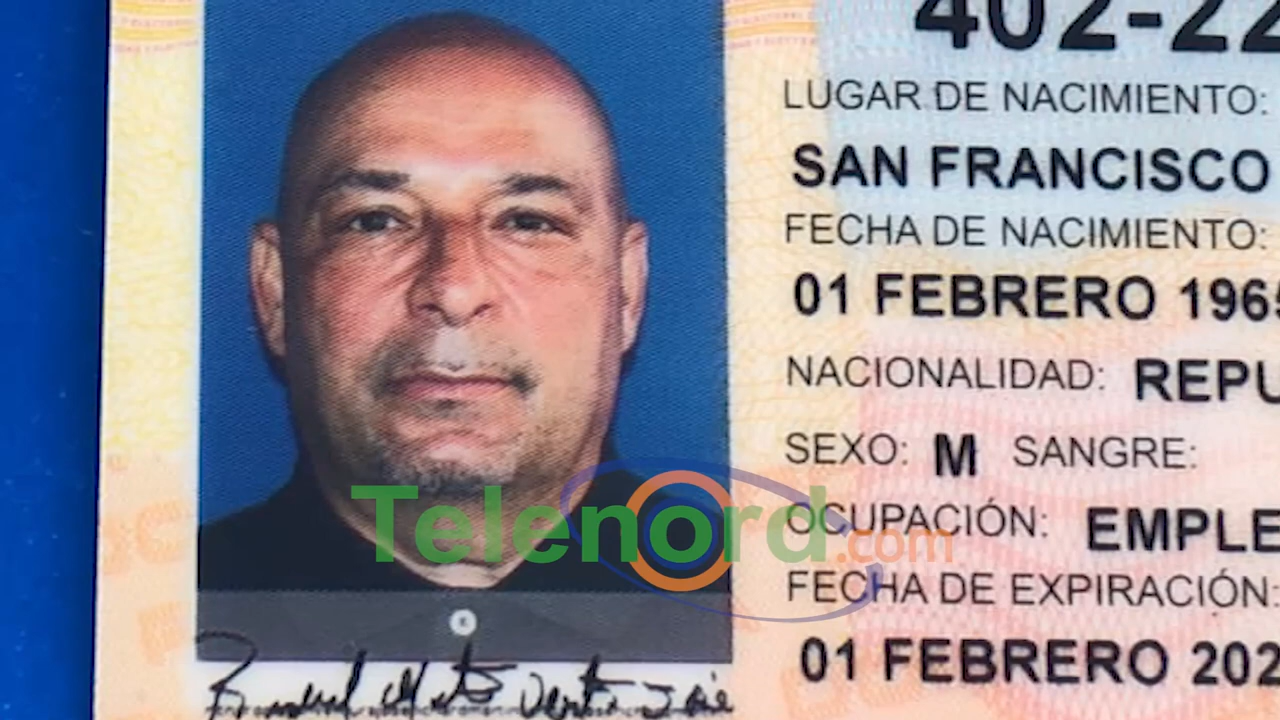 402-22
LUGAR DE NACIMIENTO:
SAN FRANCISCO
FECHA DE NACIMIENTO:
01 FEBRERO 1965
NACIONALIDAD: REPU
SEXO: M SANGRE:
OCUPACIÓN: EMPLE
FECHA DE EXPIRACIÓN:
01 FEBRERO 202
Telenord.com